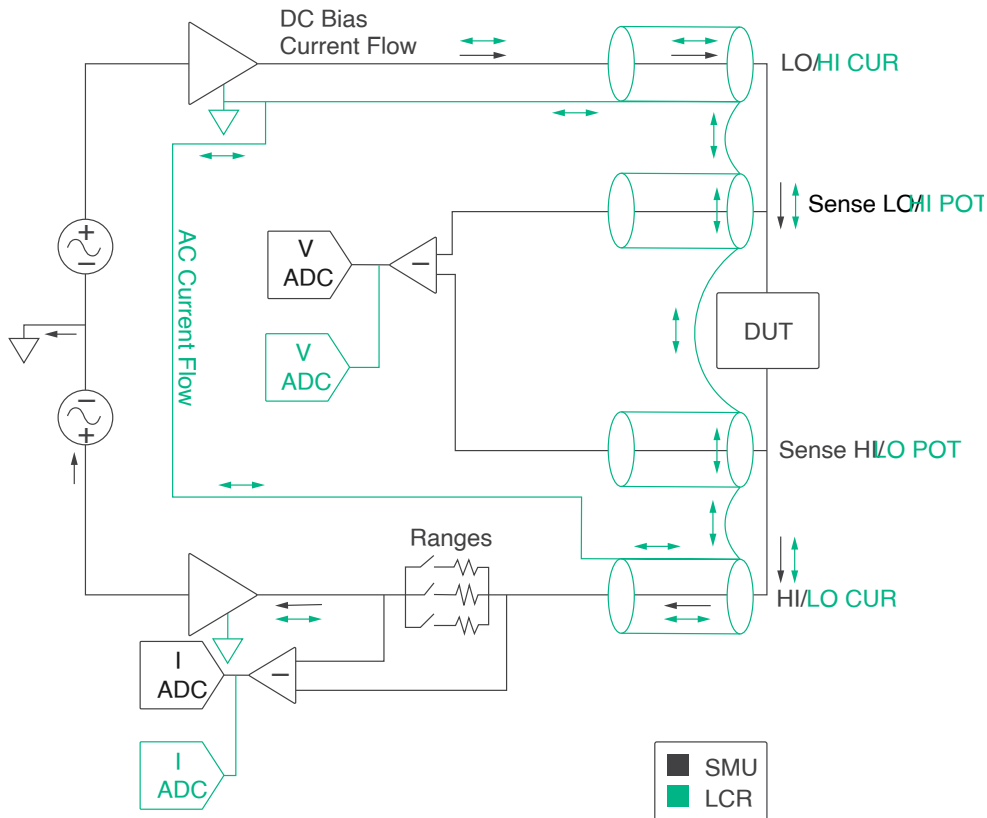 DC Bias
Current Flow
LO/HI CUR
Sense LO/HI POT
V
ADC
AC Current Flow
V
ADC
DUT
Sense HI/LO POT
Ranges
HI/LO CUR
I
ADC
I
ADC
SMU
LCR